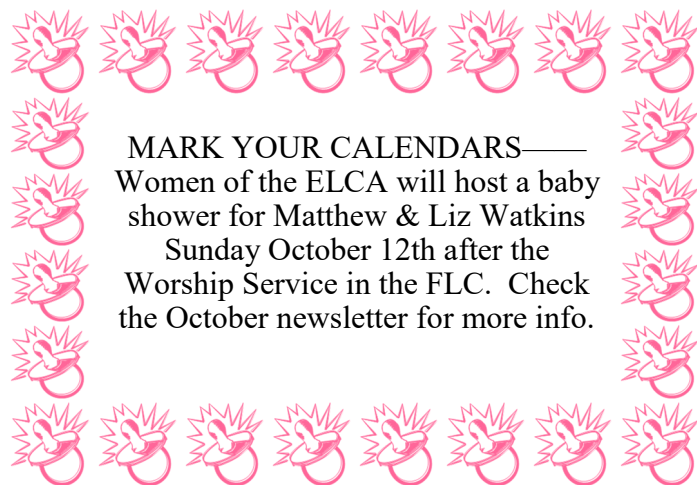 MARK YOUR CALENDARS——
Women of the ELCA will host a baby
shower for Matthew & Liz Watkins
Sunday October 12th after the
Worship Service in the FLC.  Check
the October newsletter for more info.